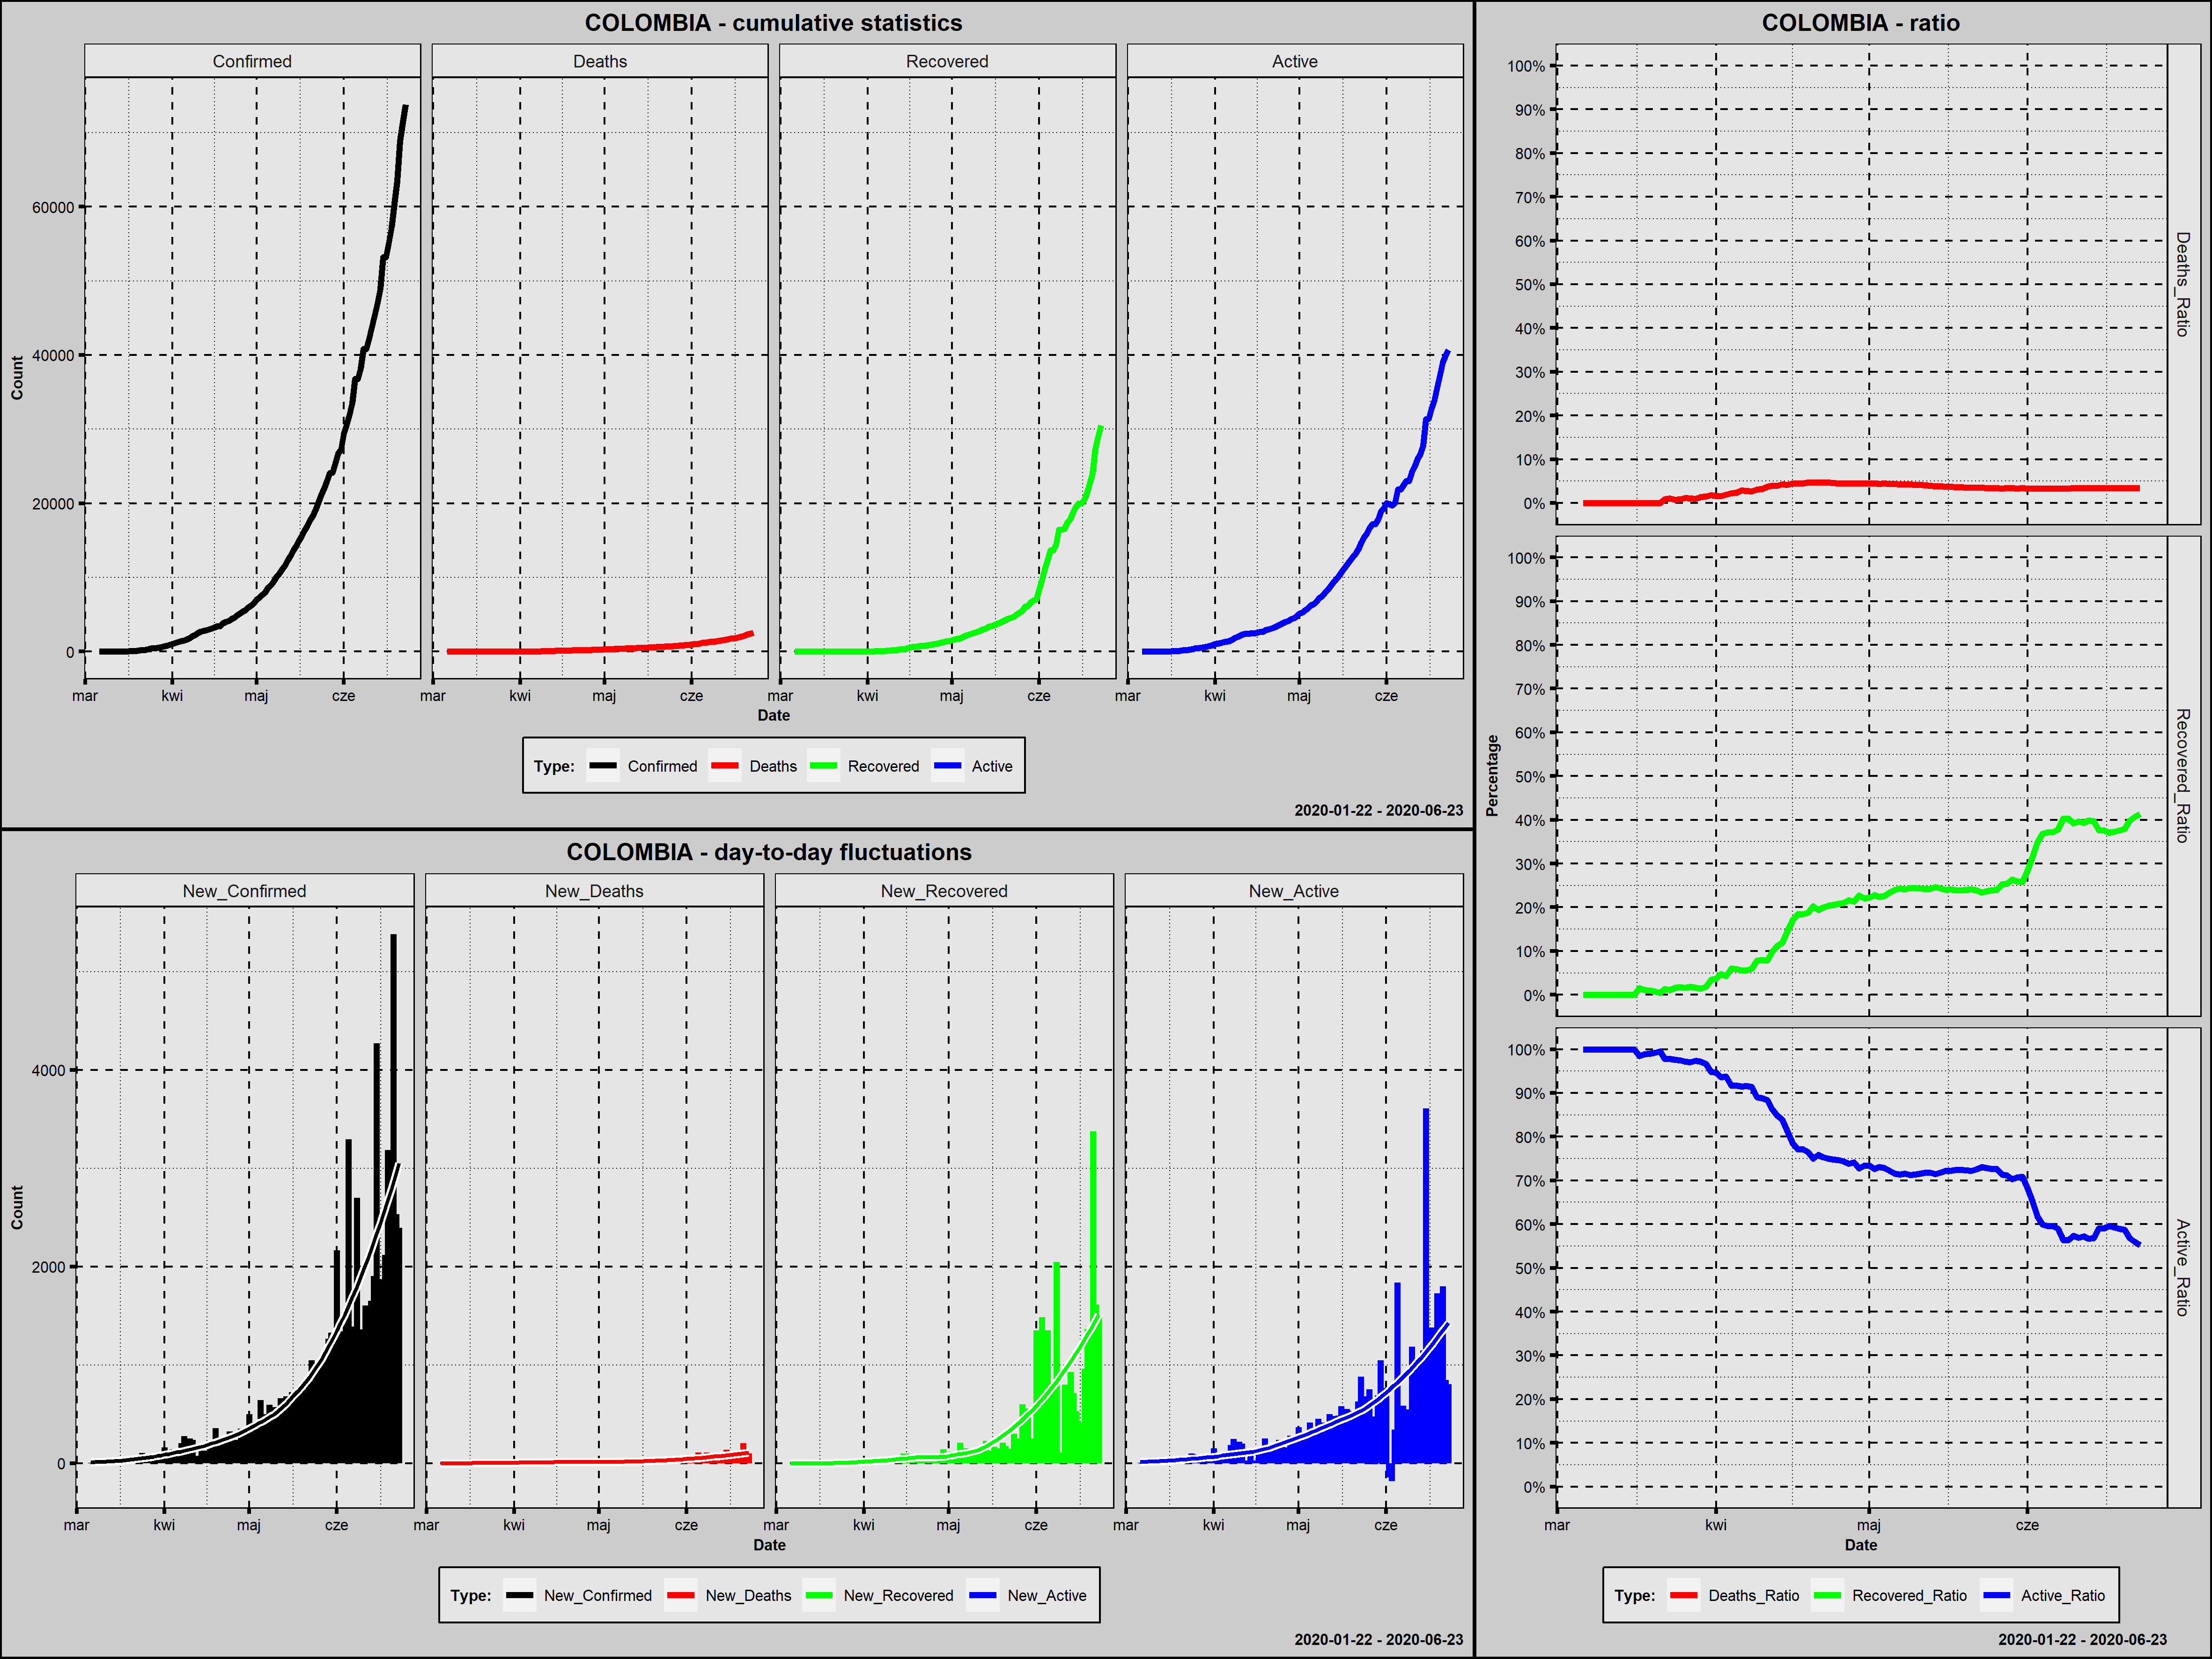 COLOMBIA - cumulative statistics
Confirmed Deaths Recovered Active
Count
60000
40000
20000
0
mar kwi maj cze mar kwi maj cze mar kwi maj cze mar kwi maj cze
Date
Type: Confirmed Deaths Recovered Active
2020-01-22 - 2020-06-23
COLOMBIA - day-to-day fluctuations
New_Confirmed New_Deaths New_Recovered New_Active
Count
4000
2000
0
mar kwi maj cze mar kwi maj cze mar kwi maj cze mar kwi maj cze
Date
Type: New_Confirmed New_Deaths New_Recovered New_Active
2020-01-22 - 2020-06-23
COLOMBIA - ratio
Percentage
100%
90%
80%
70%
60%
50%
40%
30%
20%
10%
0%
Deaths_Ratio
100%
90%
80%
70%
60%
50%
40%
30%
20%
10%
0%
Recovered_Ratio
100%
90%
80%
70%
60%
50%
40%
30%
20%
10%
0%
Active_Ratio
mar kwi maj cze
Date
Type: Deaths_Ratio Recovered_Ratio Active_Ratio
2020-01-22 - 2020-06-23